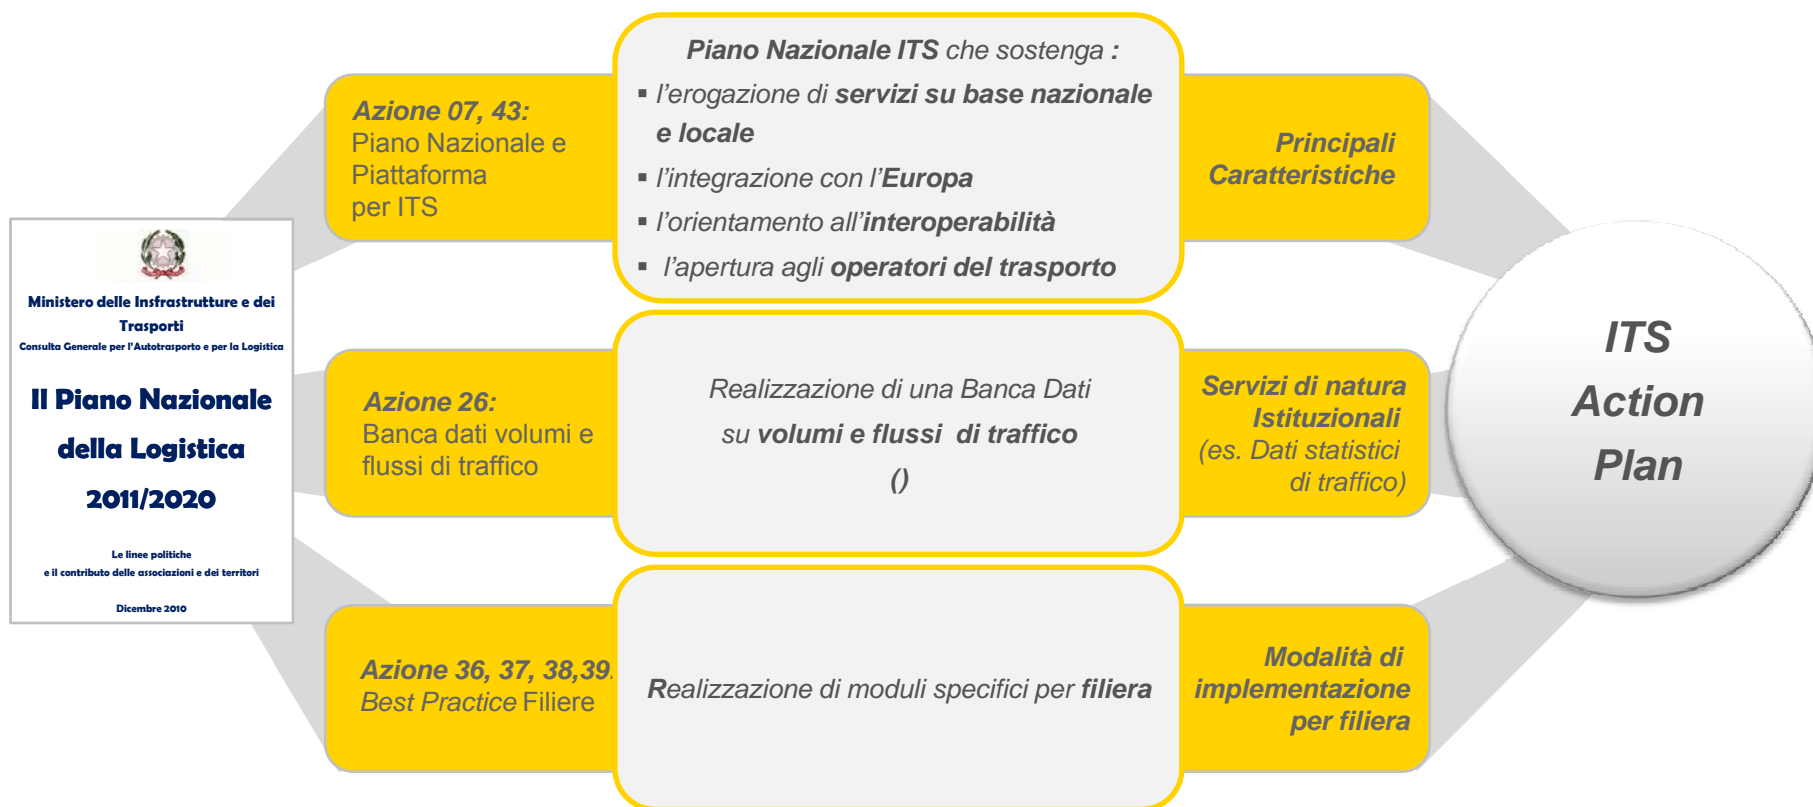 Ministero delle Insfrastrutture e dei
Trasporti
Consulta Generale per l'Autotrasporto e per la Logistica
Il Piano Nazionale
della Logistica
2011/2020
Le linee politiche
e il contributo delle associazioni e dei territori
Dicembre 2010
Azione 07, 43:
Piano Nazionale e
Piattaforma
per ITS
Piano Nazionale ITS che sostenga :
▪ l'erogazione di servizi su base nazionale
e locale
▪ l'integrazione con l'Europa
▪ l'orientamento all'interoperabilità
▪ l'apertura agli operatori del trasporto
Principali
Caratteristiche
Azione 26:
Banca dati volumi e
flussi di traffico
Realizzazione di una Banca Dati
su volumi e flussi di traffico
()
Servizi di natura
Istituzionali
(es. Dati statistici
di traffico)
Azione 36, 37, 38,39:
Best Practice Filiere
Realizzazione di moduli specifici per filiera
Modalità di
implementazione
per filiera
ITS
Action
Plan